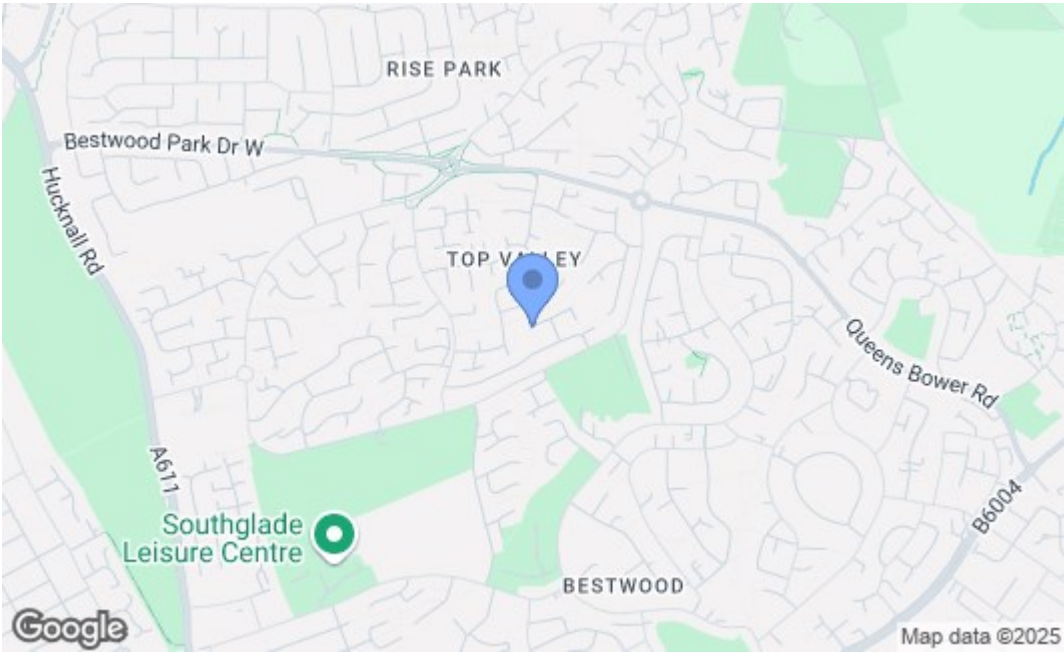 RISE PARK
Bestwood Park Dr W
Hucknall Rd
TOP VALLEY
Queens Bower Rd
A611
B6004
Southglade
Leisure Centre
BESTWOOD
Google
Map data ©2025